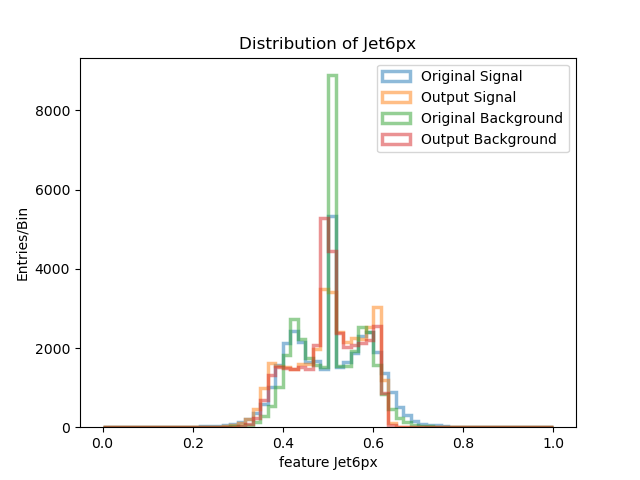 Distribution of Jet6px
Original Signal
Output Signal
Original Background
Output Background
8000
6000
4000
2000
0
Entries/Bin
0.0 0.2 0.4 0.6 0.8 1.0
feature Jet6px